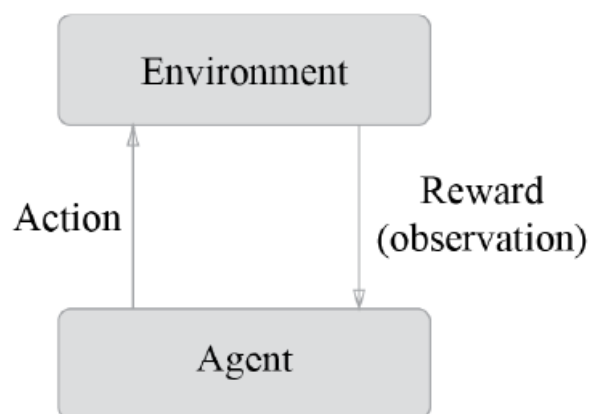 Environment
Action
Reward
(observation)
Agent